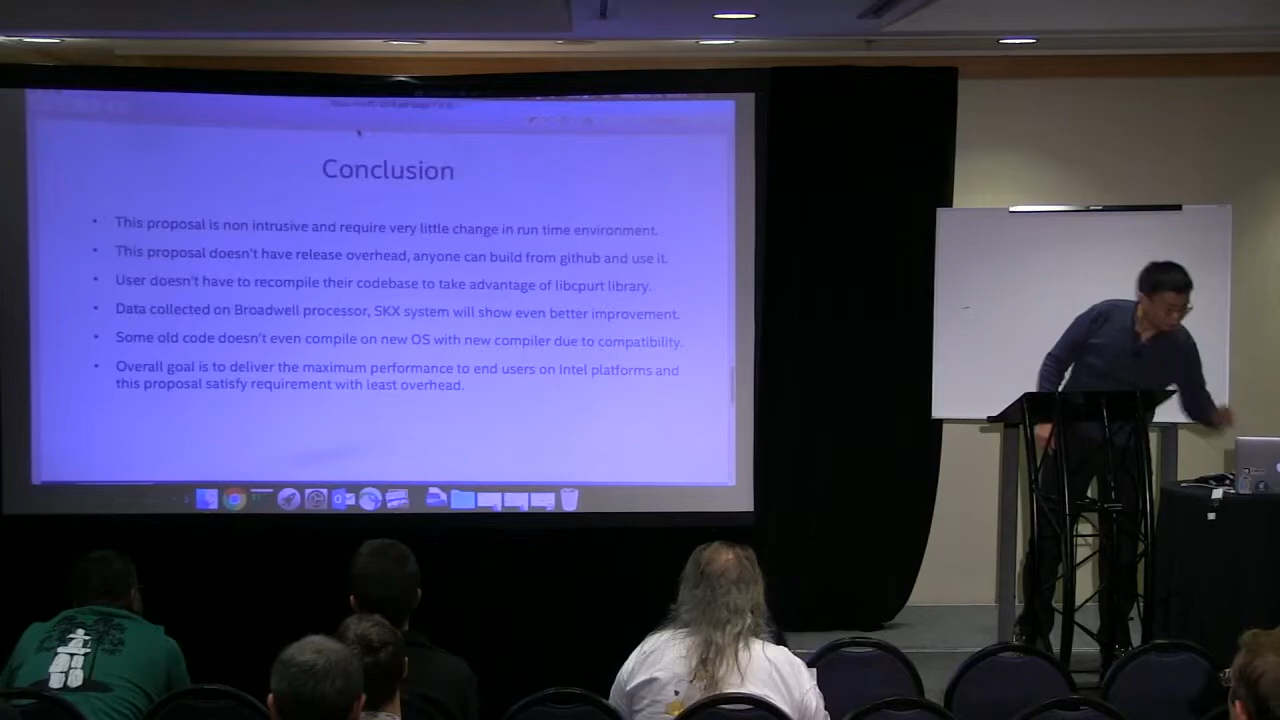 Conclusion
• This proposal is non intrusive and require very little change in run time environment.
• This proposal doesn't have release overhead, anyone can build from github and use it.
• User doesn't have to recompile their codebase to take advantage of libcpurt library.
• Data collected on Broadwell processor, SKX system will show even better improvement.
• Some old code doesn't even compile on new OS with new compiler due to compatibility.
• Overall goal is to deliver the maximum performance to end users on Intel platforms and
this proposal satisfy requirement with least overhead.